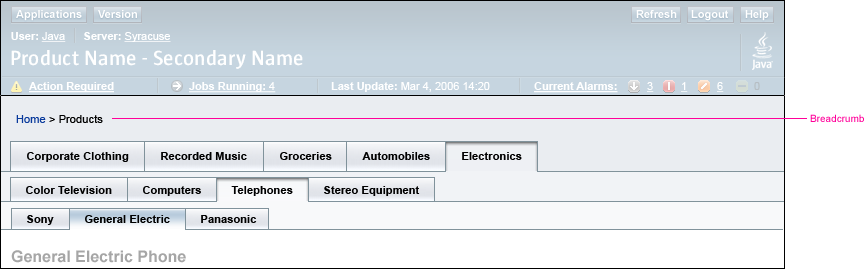 Applications Version Refresh Logout Help
User: Java Server: Syracuse
Product Name - Secondary Name
Java
Action Required Jobs Running: 4 Last Update: Mar 4, 2006 14:20 Current Alarms: 3 1 6 0
Home > Products Breadcrumb
Corporate Clothing Recorded Music Groceries Automobiles Electronics
Color Television Computers Telephones Stereo Equipment
Sony General Electric Panasonic
General Electric Phone